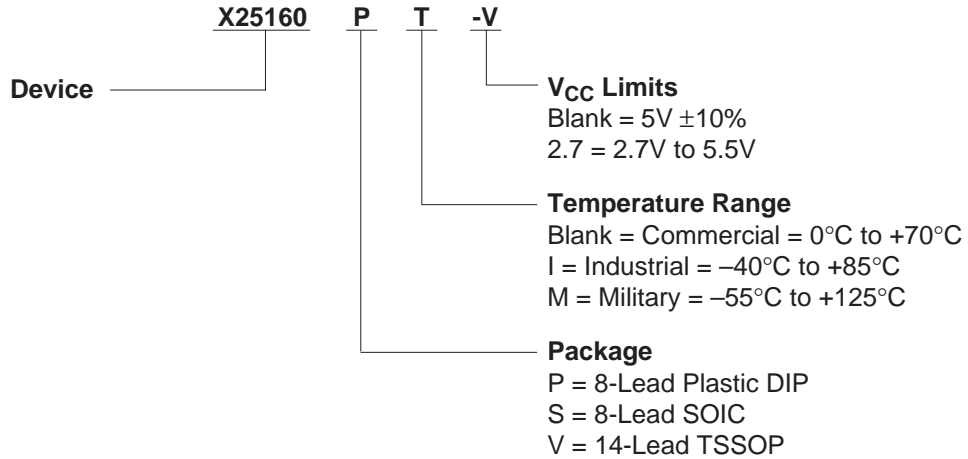 X25160 P T -V
Device
VCC Limits
Blank = 5V ±10%
2.7 = 2.7V to 5.5V
Temperature Range
Blank = Commercial = 0°C to +70°C
I = Industrial = –40°C to +85°C
M = Military = –55°C to +125°C
Package
P = 8-Lead Plastic DIP
S = 8-Lead SOIC
V = 14-Lead TSSOP